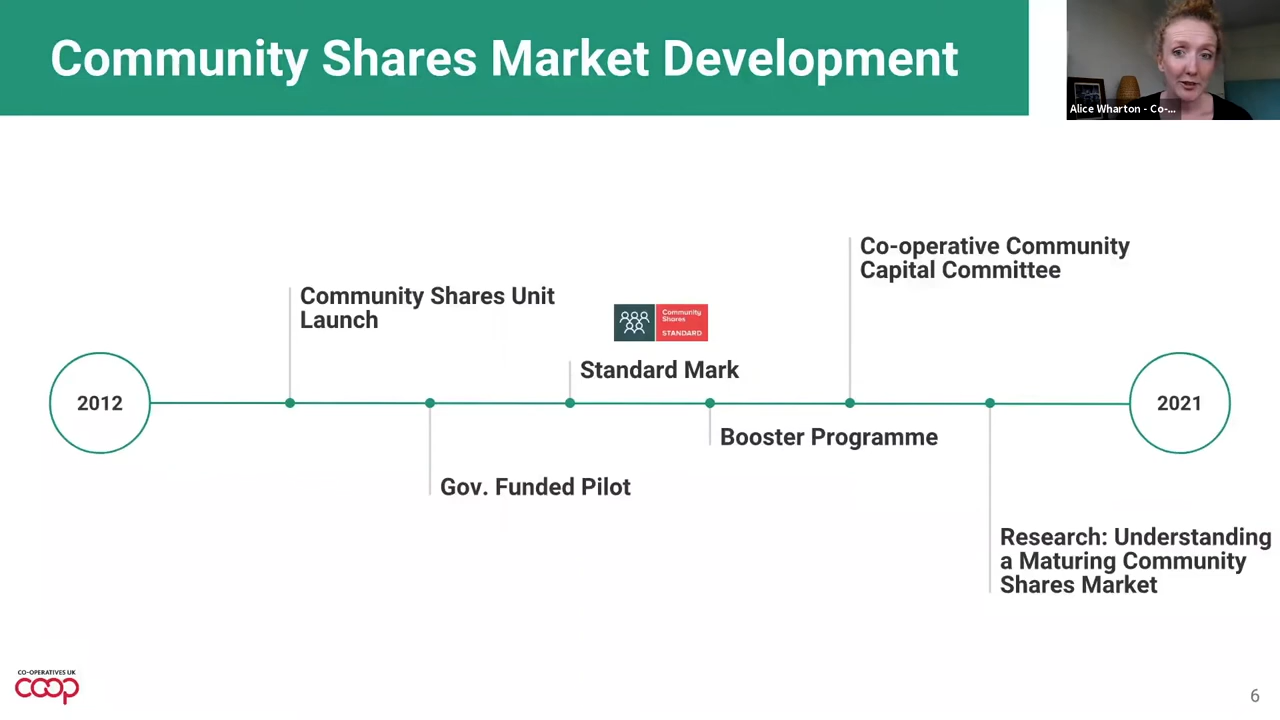 Community Shares Market Development
Alice Wharton - Co-...
Co-operative Community
Capital Committee
Community Shares Unit
Launch
Community
Shares
STANDARD
Standard Mark
2012
2021
Booster Programme
Gov. Funded Pilot
Research: Understanding
a Maturing Community
Shares Market
CO-OPERATIVES UK
coop
6